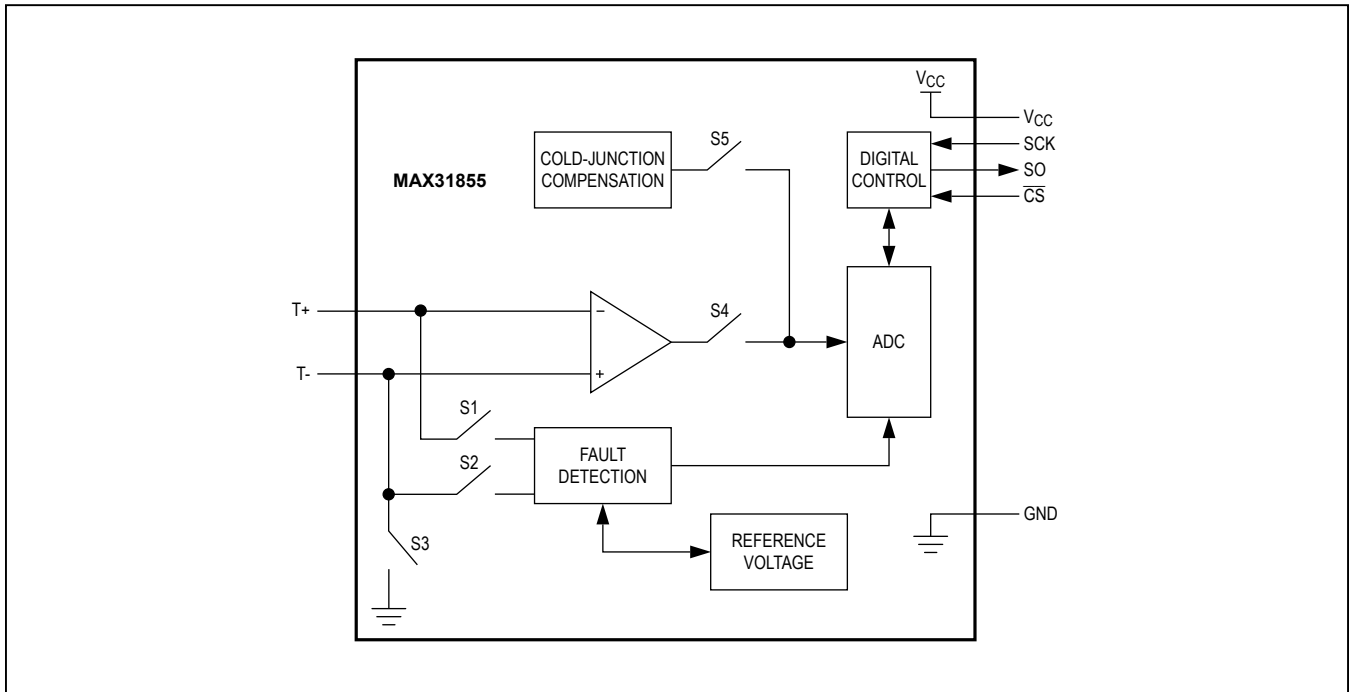 VCC
VCC
SCK
SO
CS
S5
COLD-JUNCTION
COMPENSATION
DIGITAL
CONTROL
MAX31855
T+
−
S4
ADC
T-
+
S1
FAULT
DETECTION
S2
GND
S3
REFERENCE
VOLTAGE